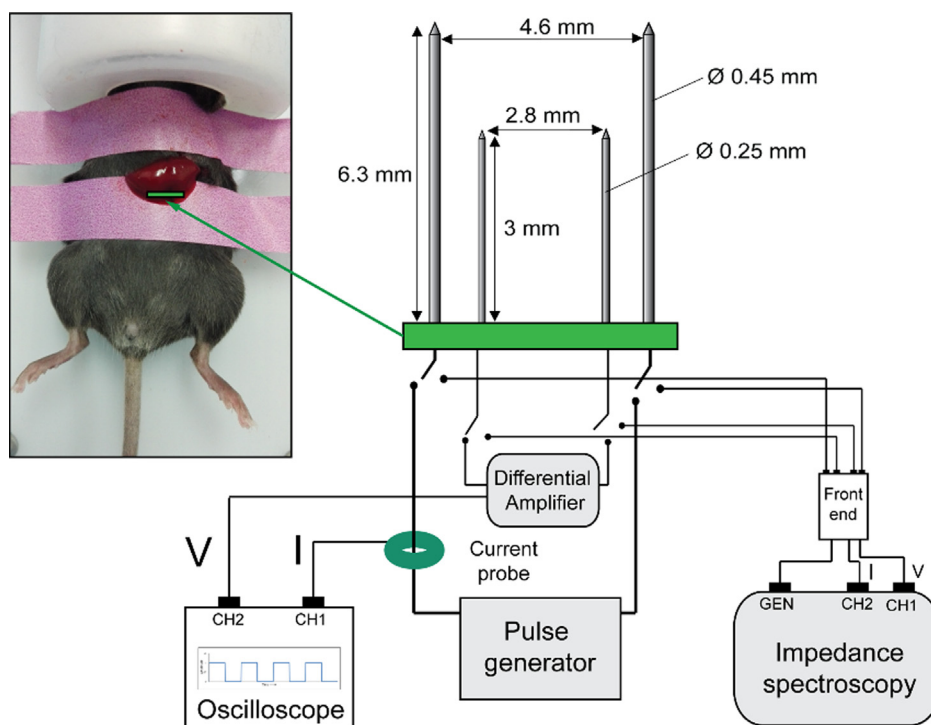 4.6 mm
Ø 0.45 mm
2.8 mm
Ø 0.25 mm
6.3 mm
3 mm
Differential
Amplifier
Front
end
V
I
Current
probe
I
V
CH2
CH1
GEN
CH2
CH1
Pulse
generator
Impedance
spectroscopy
Oscilloscope